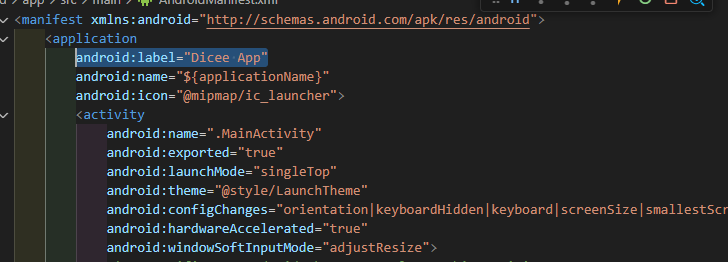 app > src > main > AndroidManifest.xml
<manifest xmlns:android="http://schemas.android.com/apk/res/android">
<application
android:label="Dicee App"
android:name="${applicationName}"
android:icon="@mipmap/ic_launcher">
<activity
android:name=".MainActivity"
android:exported="true"
android:launchMode="singleTop"
android:theme="@style/LaunchTheme"
android:configChanges="orientation|keyboardHidden|keyboard|screenSize|smallestScr
android:hardwareAccelerated="true"
android:windowSoftInputMode="adjustResize">